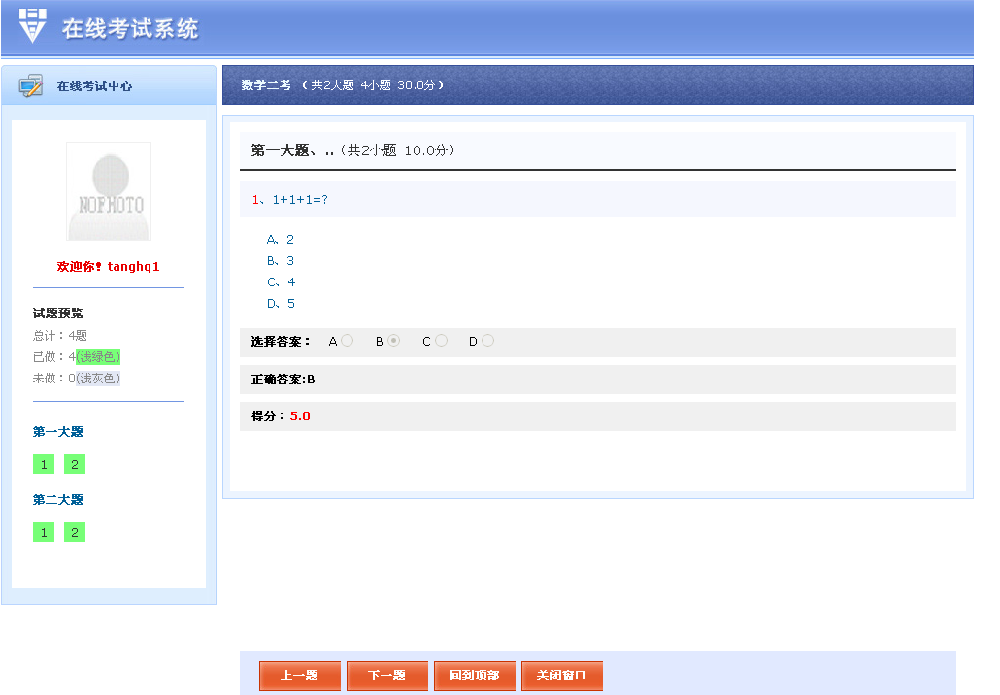 在线考试系统
在线考试中心
NOPHOTO
欢迎你! tanghq1
试题预览
总计：4题
已做：4(浅绿色)
未做：0(浅灰色)
第一大题
1 2
第二大题
1 2
数学二考 （共2大题 4小题 30.0分）
第一大题、..（共2小题 10.0分）
1、1+1+1=?
A、2
B、3
C、4
D、5
选择答案： A B C D
正确答案:B
得分：5.0
上一题 下一题 回到顶部 关闭窗口